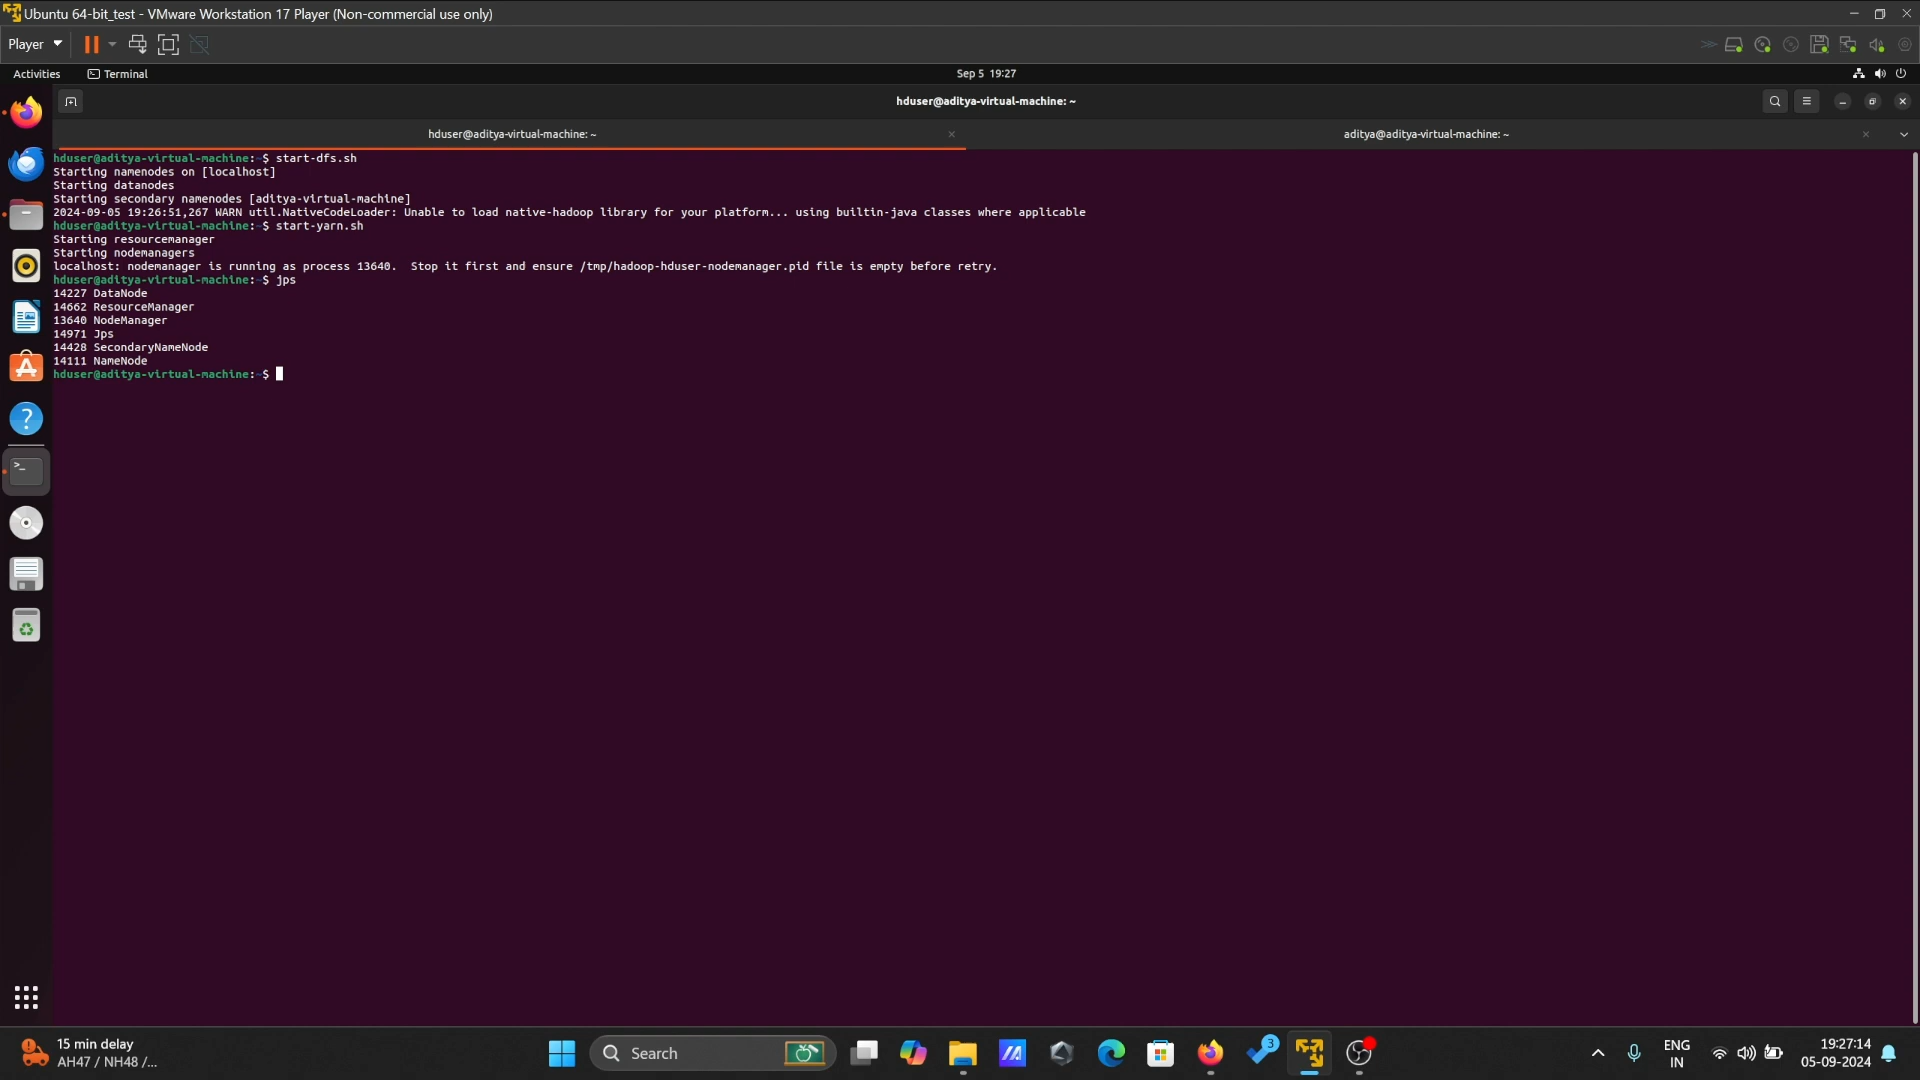 Ubuntu 64-bit_test - VMware Workstation 17 Player (Non-commercial use only)
Player
Activities
Terminal
Sep 5 19:27
hduser@aditya-virtual-machine: ~
hduser@aditya-virtual-machine: ~
aditya@aditya-virtual-machine: ~
hduser@aditya-virtual-machine:~$ start-dfs.sh
Starting namenodes on [localhost]
Starting datanodes
Starting secondary namenodes [aditya-virtual-machine]
2024-09-05 19:26:51,267 WARN util.NativeCodeLoader: Unable to load native-hadoop library for your platform... using builtin-java classes where applicable
hduser@aditya-virtual-machine:~$ start-yarn.sh
Starting resourcemanager
Starting nodemanagers
localhost: nodemanager is running as process 13640.  Stop it first and ensure /tmp/hadoop-hduser-nodemanager.pid file is empty before retry.
hduser@aditya-virtual-machine:~$ jps
14227 DataNode
14662 ResourceManager
13640 NodeManager
14971 Jps
14428 SecondaryNameNode
14111 NameNode
hduser@aditya-virtual-machine:~$
15 min delay
AH47 / NH48 /...
Search
3
ENG
IN
19:27:14
05-09-2024